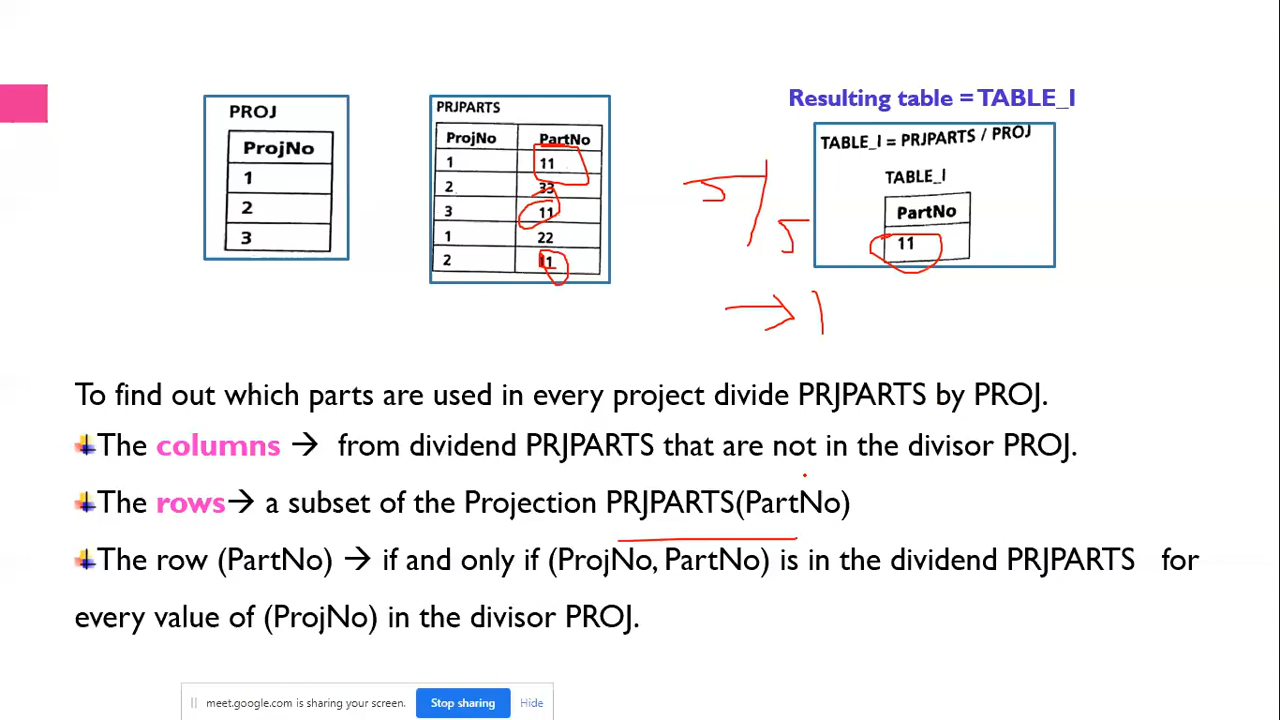 PROJ
ProjNo
1
2
3
PRJPARTS
ProjNo PartNo
1 11
2 33
3 11
1 22
2 11
Resulting table = TABLE_I
TABLE_I = PRJPARTS / PROJ
TABLE_I
PartNo
11
5
5
→ 1
To find out which parts are used in every project divide PRJPARTS by PROJ.
The columns → from dividend PRJPARTS that are not in the divisor PROJ.
The rows→ a subset of the Projection PRJPARTS(PartNo)
The row (PartNo) → if and only if (ProjNo, PartNo) is in the dividend PRJPARTS for
every value of (ProjNo) in the divisor PROJ.
meet.google.com is sharing your screen. Stop sharing Hide